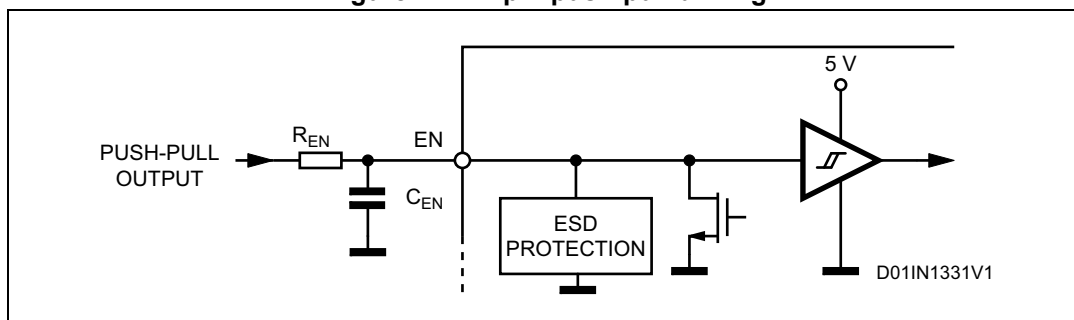 5 V
R_EN
EN
PUSH-PULL
OUTPUT
C_EN
ESD
PROTECTION
D01IN1331V1